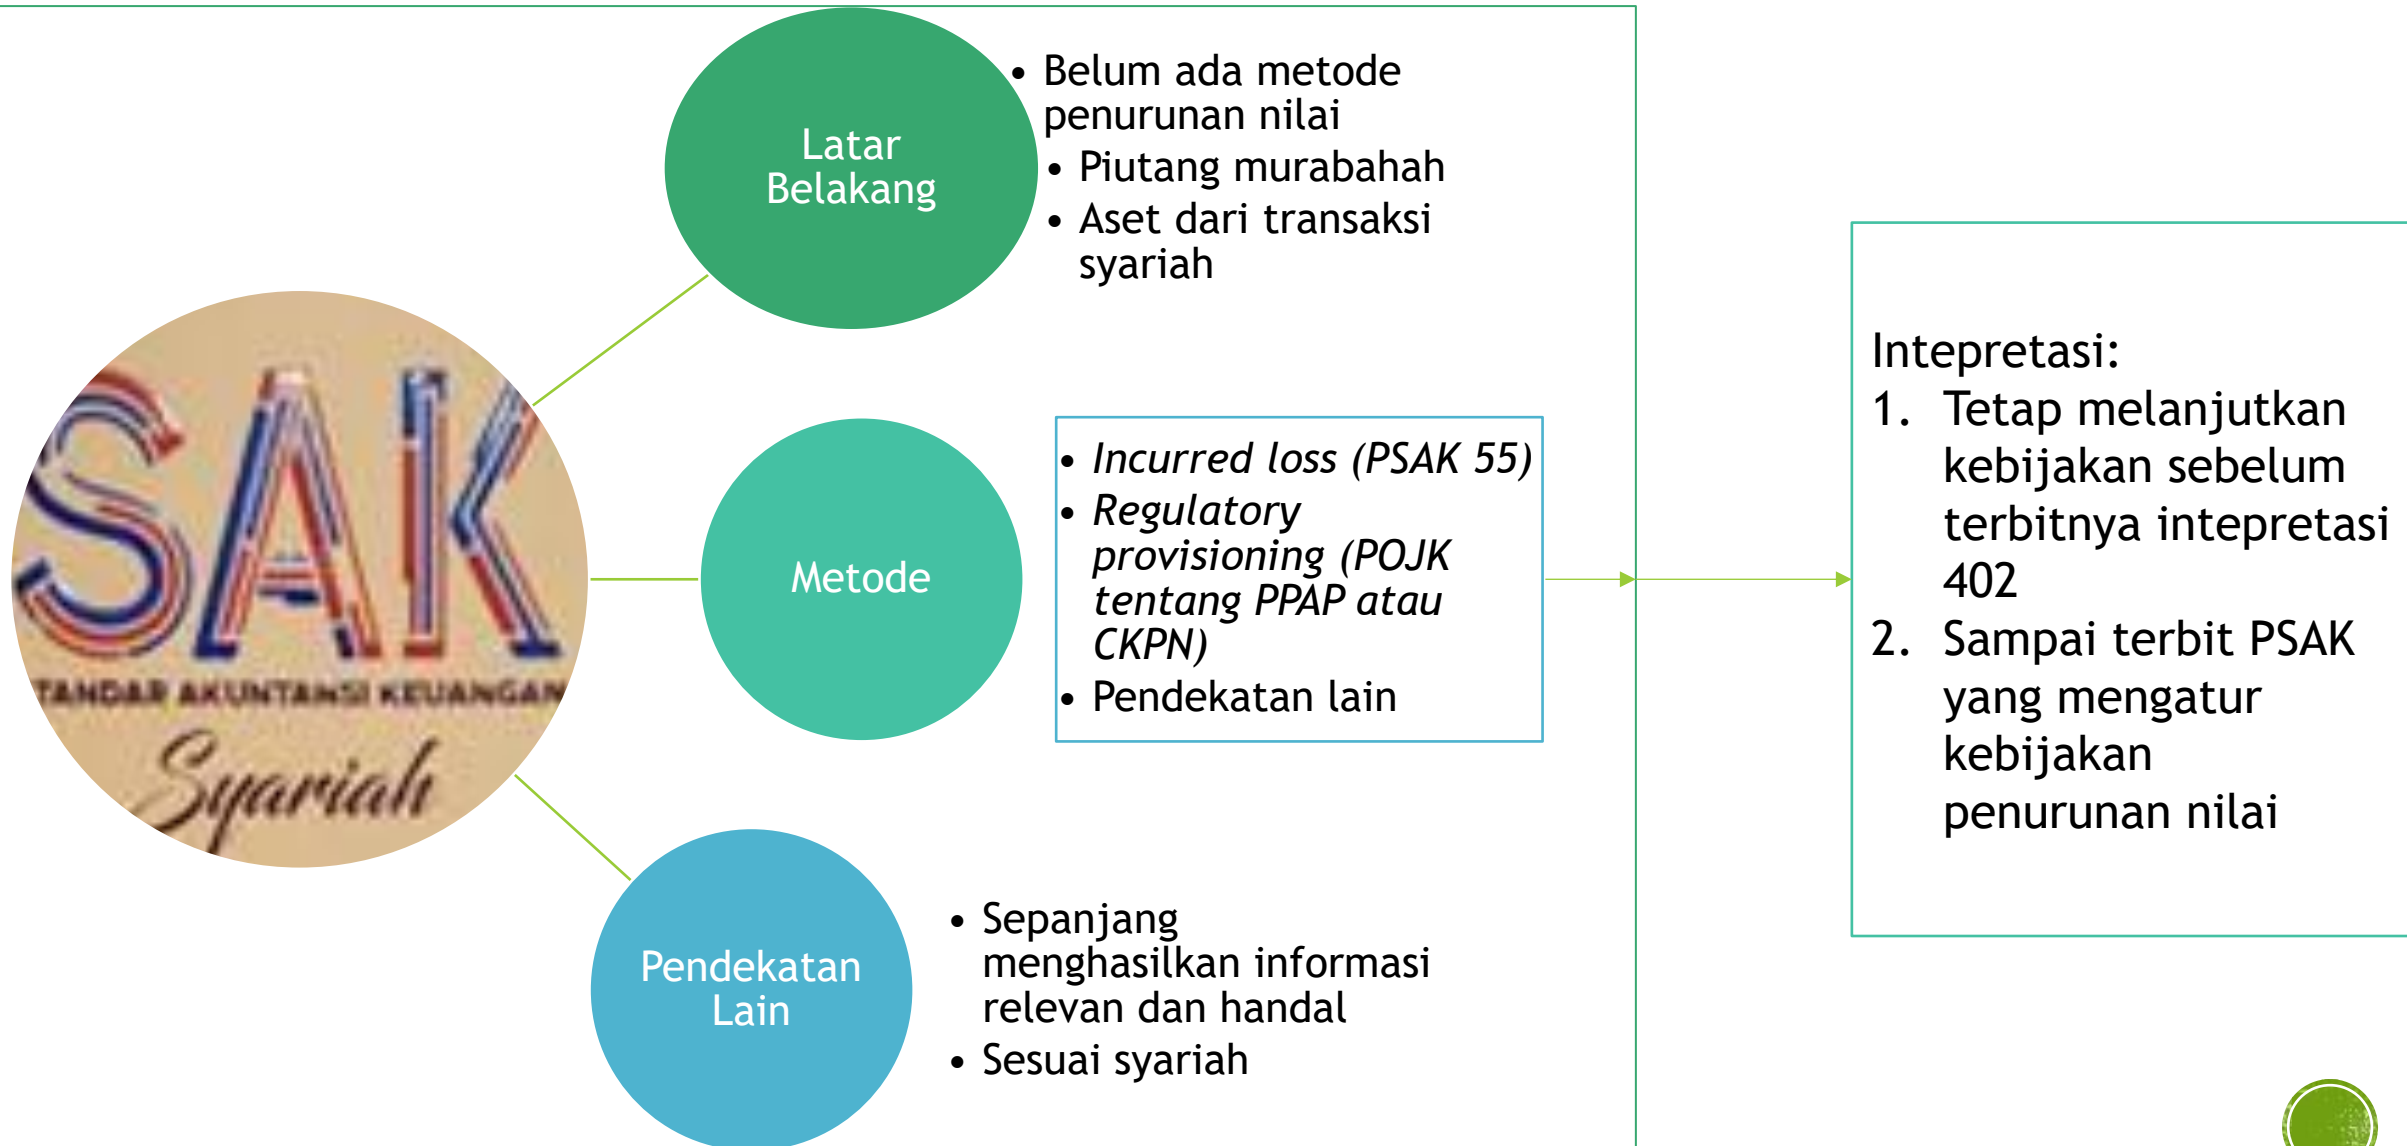 SAK
TANDAR AKUNTANSI KEUANGAN
Syariah
Latar
Belakang
• Belum ada metode
penurunan nilai
• Piutang murabahah
• Aset dari transaksi
syariah
Metode
• Incurred loss (PSAK 55)
• Regulatory
provisioning (POJK
tentang PPAP atau
CKPN)
• Pendekatan lain
Pendekatan
Lain
• Sepanjang
menghasilkan informasi
relevan dan handal
• Sesuai syariah
Intepretasi:
1. Tetap melanjutkan
kebijakan sebelum
terbitnya intepretasi
402
2. Sampai terbit PSAK
yang mengatur
kebijakan
penurunan nilai